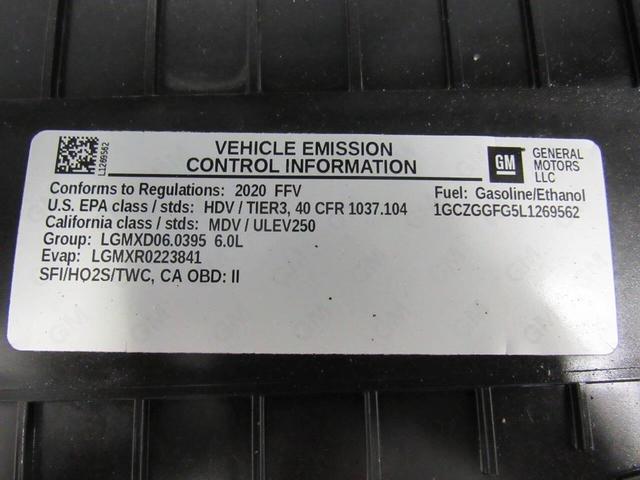 L1269562
VEHICLE EMISSION
CONTROL INFORMATION
GM
GENERAL
MOTORS
LLC
Conforms to Regulations: 2020 FFV
Fuel: Gasoline/Ethanol
U.S. EPA class / stds: HDV / TIER3, 40 CFR 1037.104
1GCZGGFG5L1269562
California class / stds: MDV / ULEV250
Group: LGMXD06.0395 6.0L
Evap: LGMXR0223841
SFI/HO2S/TWC, CA OBD: II